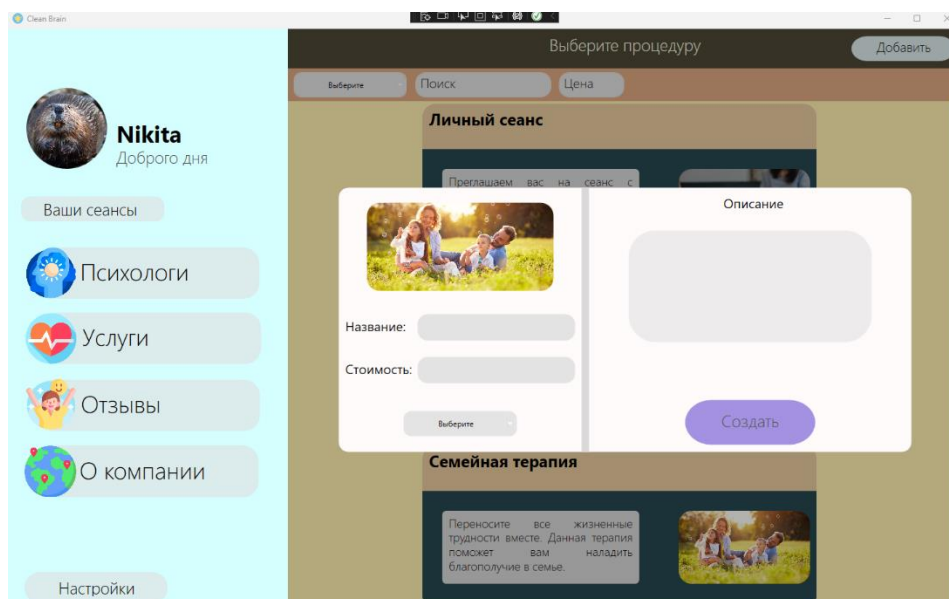 Clean Brain
Выберите процедуру
Добавить
Nikita
Доброго дня
Ваши сеансы
Психологи
Услуги
Отзывы
О компании
Настройки
Выберите
Поиск
Цена
Личный сеанс
Преглашаем вас на сеанс с
Название:
Стоимость:
Выберите
Описание
Создать
Семейная терапия
Переносите все жизненные
трудности вместе. Данная терапия
поможет вам наладить
благополучие в семье.